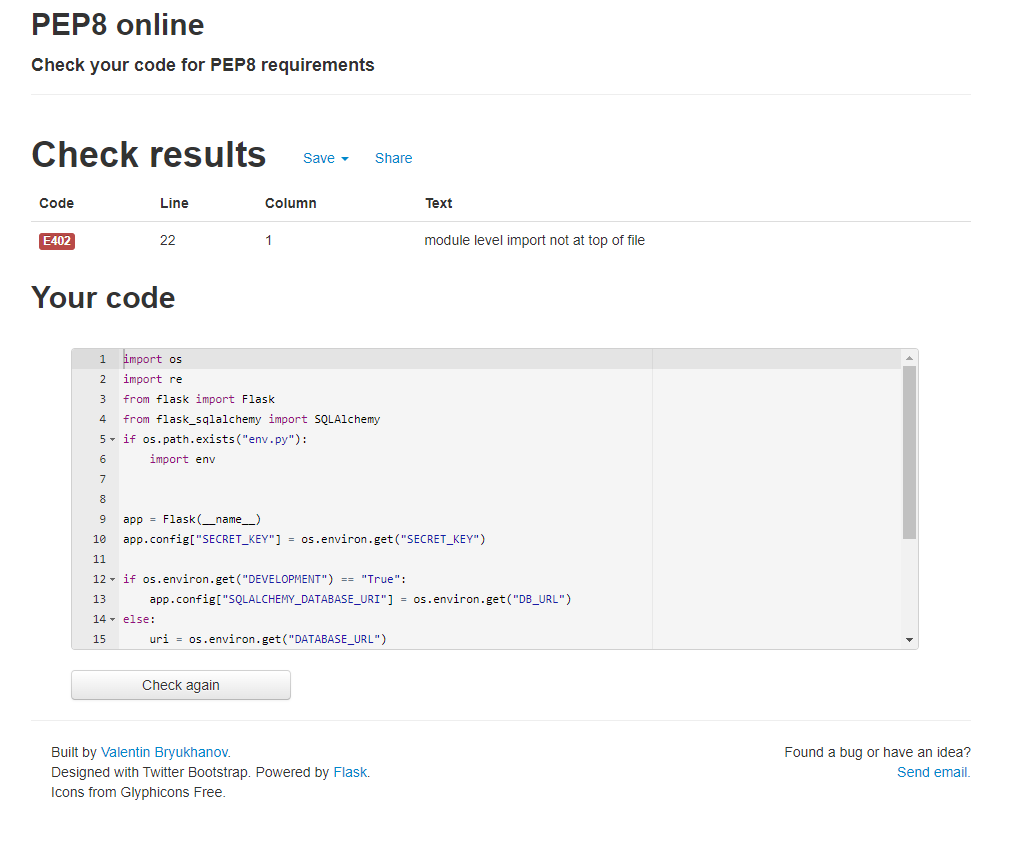 PEP8 online
Check your code for PEP8 requirements
Check results Save Share
Code Line Column Text
E402 22 1 module level import not at top of file
Your code
1 import os
2 import re
3 from flask import Flask
4 from flask_sqlalchemy import SQLAlchemy
5 if os.path.exists("env.py"):
6     import env
7
8
9 app = Flask(__name__)
10 app.config["SECRET_KEY"] = os.environ.get("SECRET_KEY")
11
12 if os.environ.get("DEVELOPMENT") == "True":
13     app.config["SQLALCHEMY_DATABASE_URI"] = os.environ.get("DB_URL")
14 else:
15     uri = os.environ.get("DATABASE_URL")
Check again
Built by Valentin Bryukhanov.
Designed with Twitter Bootstrap. Powered by Flask.
Icons from Glyphicons Free.
Found a bug or have an idea?
Send email.